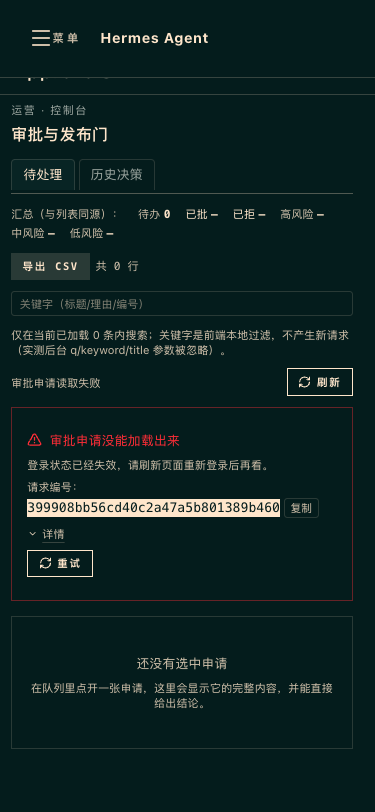 菜单
Hermes Agent
运营 · 控制台
审批与发布门
待处理
历史决策
汇总（与列表同源）： 待办 0 已批 — 已拒 — 高风险 —
中风险 — 低风险 —
导出 CSV
共 0 行
关键字（标题/理由/编号）
仅在当前已加载 0 条内搜索；关键字是前端本地过滤，不产生新请求
（实测后台 q/keyword/title 参数被忽略）。
审批申请读取失败
刷新
审批申请没能加载出来
登录状态已经失效，请刷新页面重新登录后再看。
请求编号：
399908bb56cd40c2a47a5b801389b460
复制
详情
重试
还没有选中申请
在队列里点开一张申请，这里会显示它的完整内容，并能直接
给出结论。